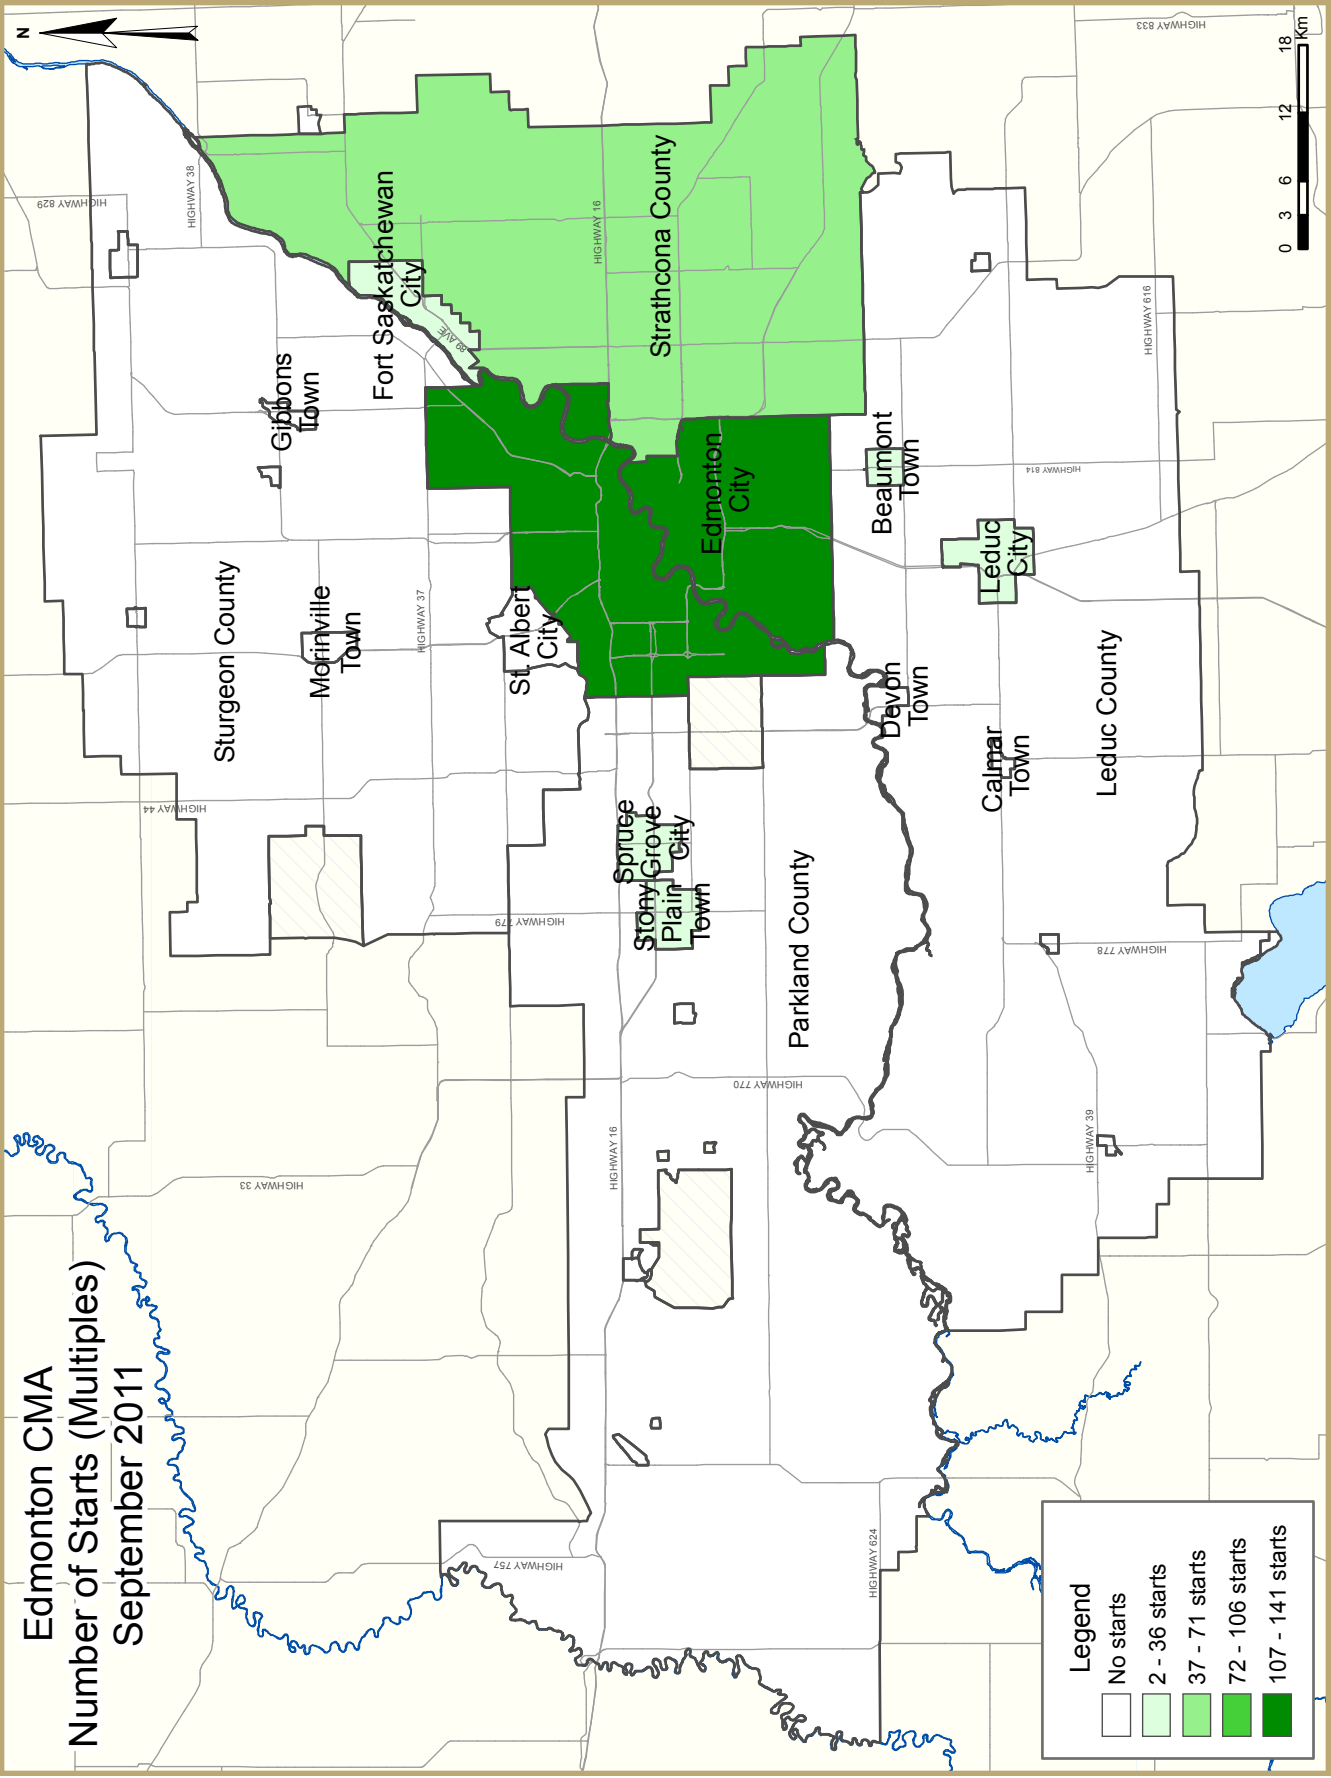 Edmonton CMA
Number of Starts (Multiples)
September 2011
N
HIGHWAY 757
HIGHWAY 33
HIGHWAY 44
HIGHWAY 779
HIGHWAY 829
HIGHWAY 38
HIGHWAY 37
HIGHWAY 16
HIGHWAY 16
HIGHWAY 770
HIGHWAY 624
HIGHWAY 39
HIGHWAY 778
HIGHWAY 814
HIGHWAY 616
HIGHWAY 833
89 AVE
Sturgeon County
Morinville
Town
Gibbons
Town
Fort Saskatchewan
City
St. Albert
City
Strathcona County
Edmonton
City
Spruce
Grove
City
Stony
Plain
Town
Parkland County
Devon
Town
Beaumont
Town
Leduc
City
Calmar
Town
Leduc County
Legend
No starts
2 - 36 starts
37 - 71 starts
72 - 106 starts
107 - 141 starts
0 3 6 12 18
Km